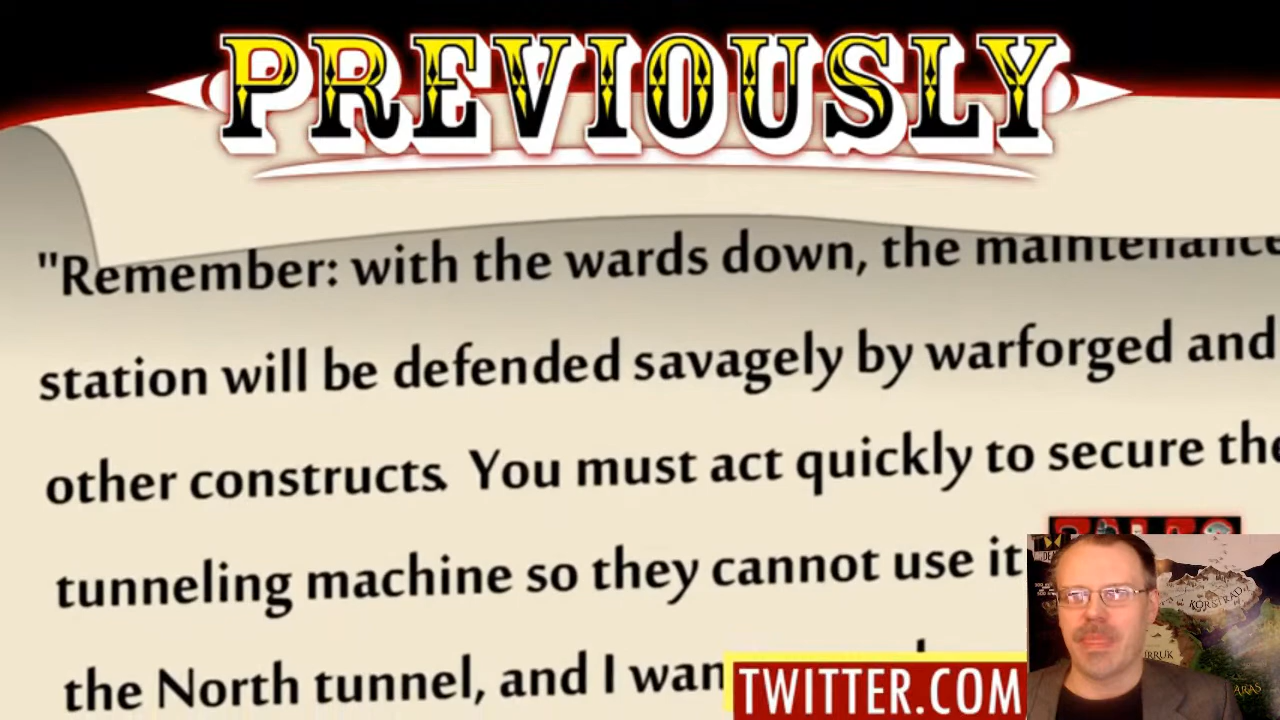 PREVIOUSLY
"Remember: with the wards down, the maintenance
station will be defended savagely by warforged and
other constructs. You must act quickly to secure the
tunneling machine so they cannot use it
the North tunnel, and I wan
TWITTER.COM
KORSTRAD